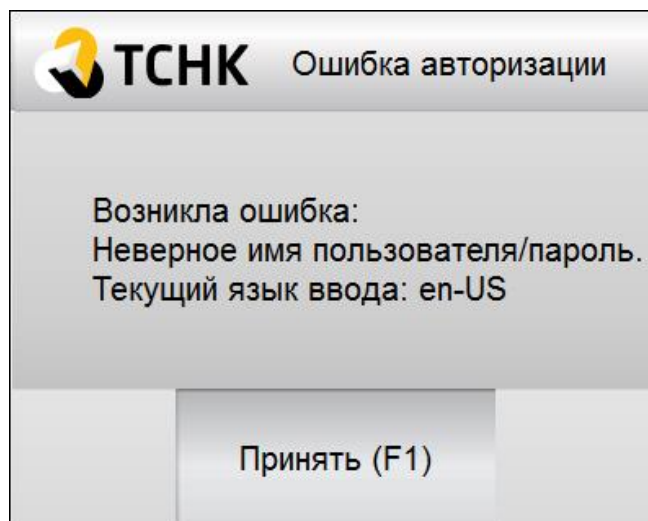 ТСНК
Ошибка авторизации
Возникла ошибка:
Неверное имя пользователя/пароль.
Текущий язык ввода: en-US
Принять (F1)